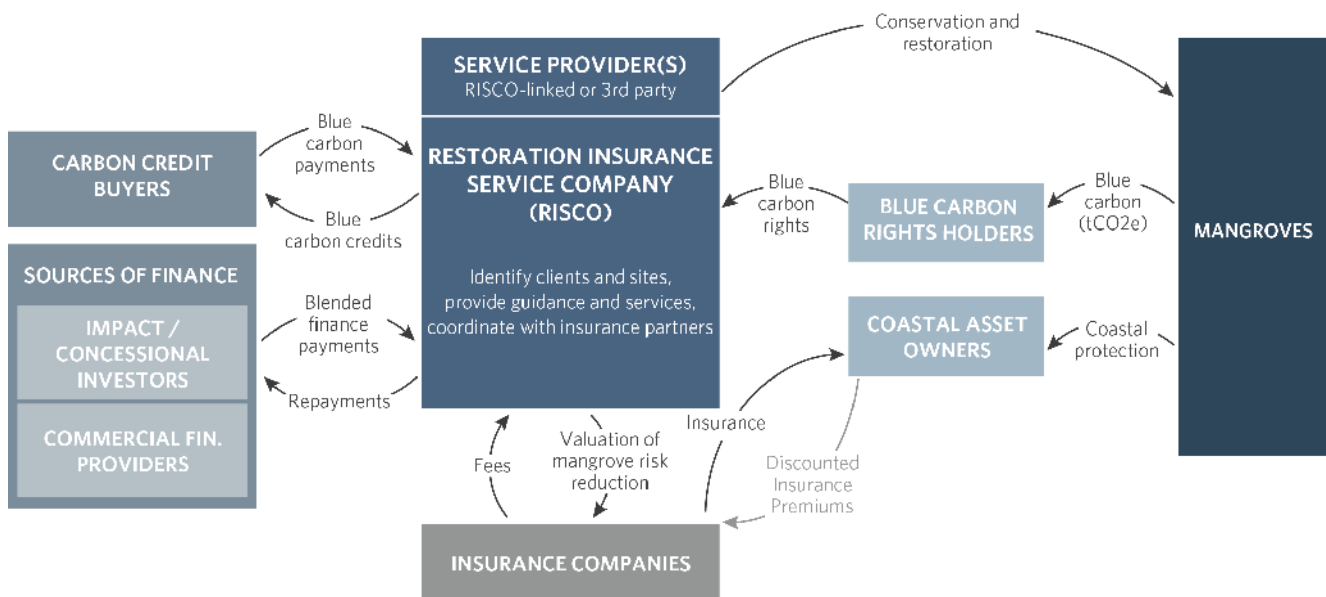 Conservation and
restoration
SERVICE PROVIDER(S)
RISCO-linked or 3rd party
Blue
carbon
payments
CARBON CREDIT
BUYERS
RESTORATION INSURANCE
SERVICE COMPANY
(RISCO)
Blue
carbon credits
Blue
carbon
rights
BLUE CARBON
RIGHTS HOLDERS
Blue
carbon
(tCO2e)
MANGROVES
SOURCES OF FINANCE
Identify clients and sites,
provide guidance and services,
coordinate with insurance partners
Blended
finance
payments
IMPACT /
CONCESSIONAL
INVESTORS
COASTAL ASSET
OWNERS
Coastal
protection
Repayments
COMMERCIAL FIN.
PROVIDERS
Fees
Valuation of
mangrove risk
reduction
Insurance
Discounted
Insurance
Premiums
INSURANCE COMPANIES